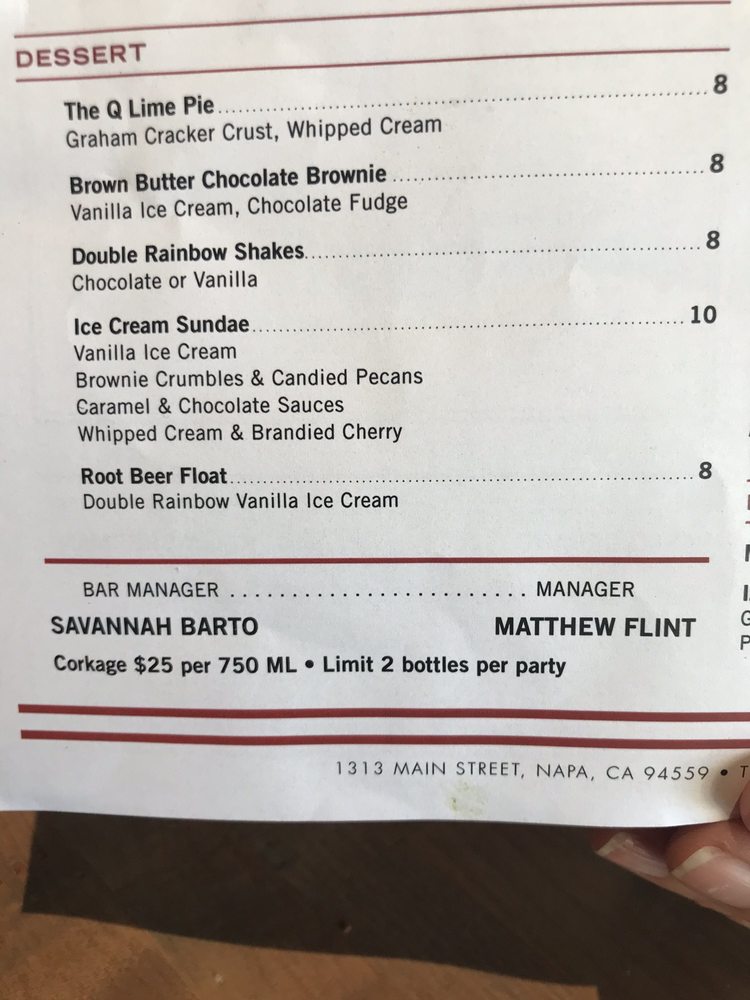 DESSERT
The Q Lime Pie........................................................................8
Graham Cracker Crust, Whipped Cream
Brown Butter Chocolate Brownie..............................................8
Vanilla Ice Cream, Chocolate Fudge
Double Rainbow Shakes..........................................................8
Chocolate or Vanilla
Ice Cream Sundae................................................................10
Vanilla Ice Cream
Brownie Crumbles & Candied Pecans
Caramel & Chocolate Sauces
Whipped Cream & Brandied Cherry
Root Beer Float......................................................................8
Double Rainbow Vanilla Ice Cream
BAR MANAGER ........................ MANAGER
SAVANNAH BARTO MATTHEW FLINT
Corkage $25 per 750 ML • Limit 2 bottles per party
1313 MAIN STREET, NAPA, CA 94559 •